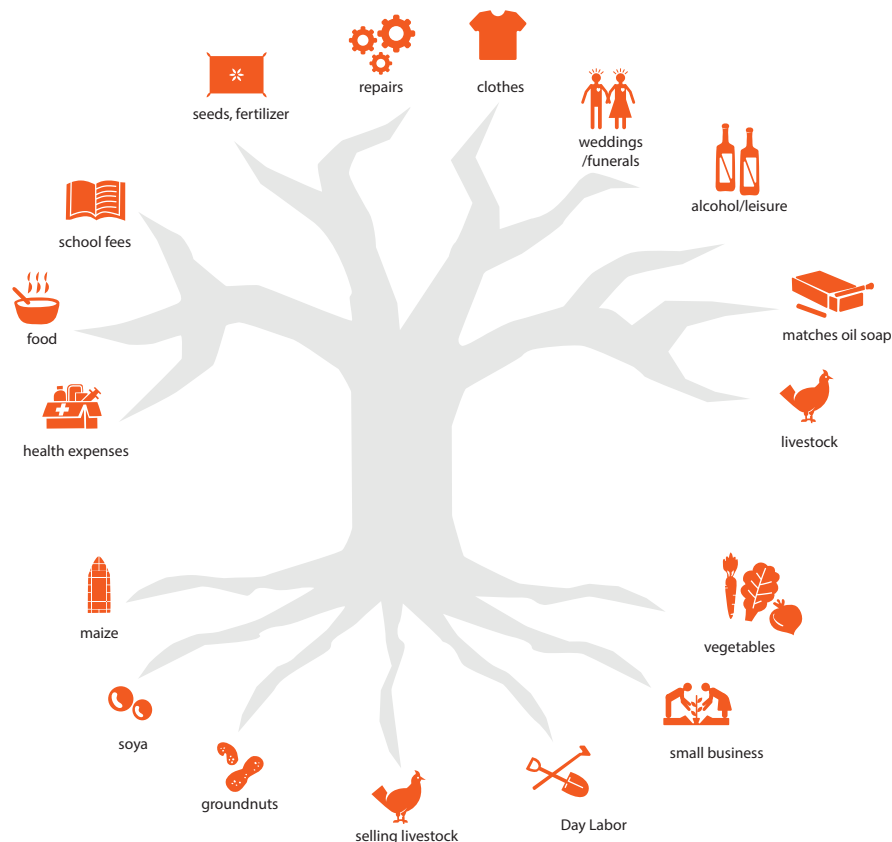 repairs
clothes
seeds, fertilizer
weddings
/funerals
alcohol/leisure
school fees
food
matches oil soap
health expenses
livestock
maize
vegetables
soya
small business
groundnuts
selling livestock
Day Labor